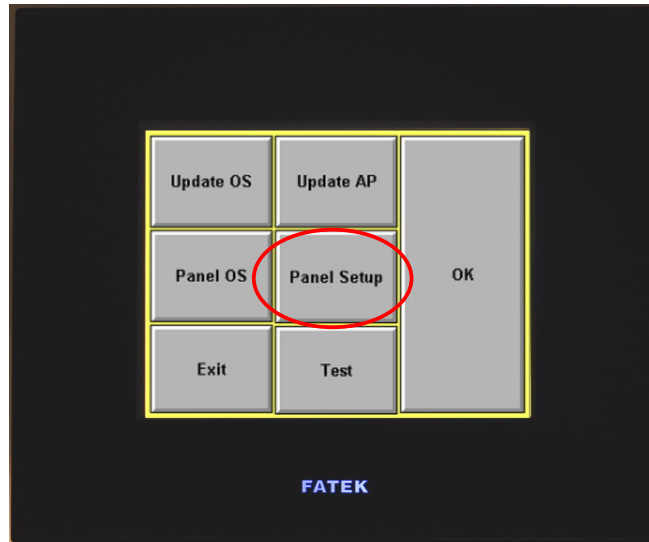 Update OS
Update AP
Panel OS
Panel Setup
OK
Exit
Test
FATEK